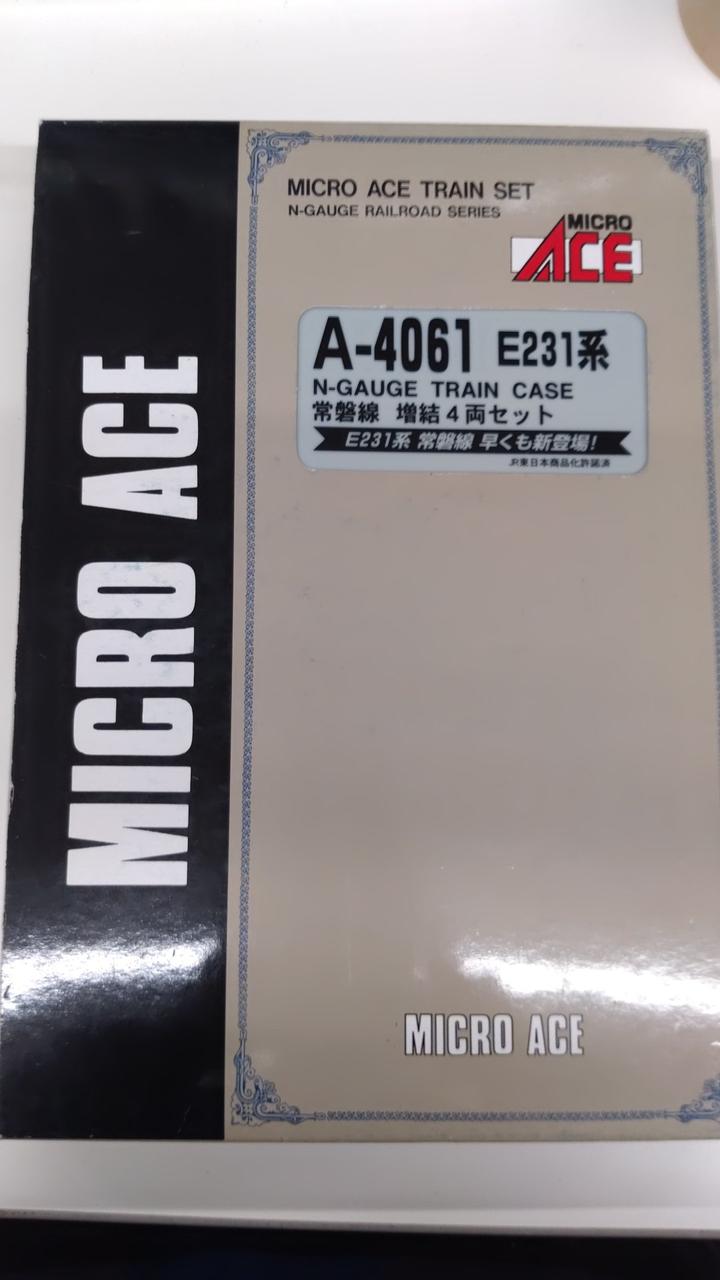 MICRO ACE
MICRO ACE TRAIN SET
N-GAUGE RAILROAD SERIES
MICRO
ACE
A-4061 E231系
N-GAUGE TRAIN CASE
常磐線 増結4両セット
E231系 常磐線 早くも新登場!
JR東日本商品化許諾済
MICRO ACE